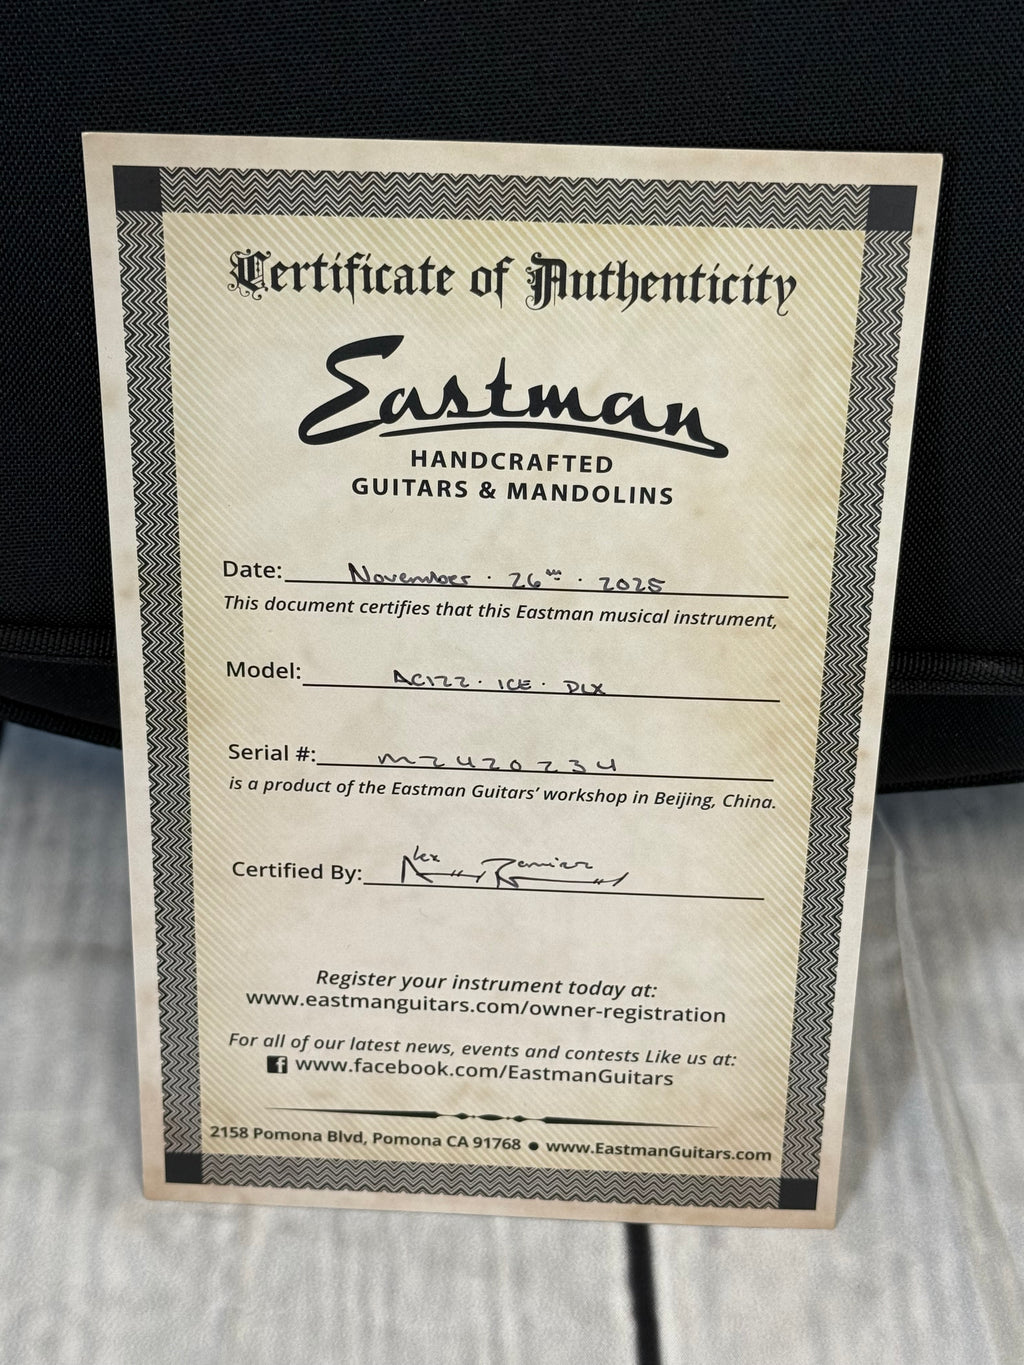 Certificate of Authenticity
Eastman
HANDCRAFTED
GUITARS & MANDOLINS
Date: November · 26th · 2025
This document certifies that this Eastman musical instrument,
Model: AC122 · 1CE · DLX
Serial #: M2420234
is a product of the Eastman Guitars' workshop in Beijing, China.
Certified By: Alex Ramirez
Register your instrument today at:
www.eastmanguitars.com/owner-registration
For all of our latest news, events and contests Like us at:
f www.facebook.com/EastmanGuitars
2158 Pomona Blvd, Pomona CA 91768 ● www.EastmanGuitars.com